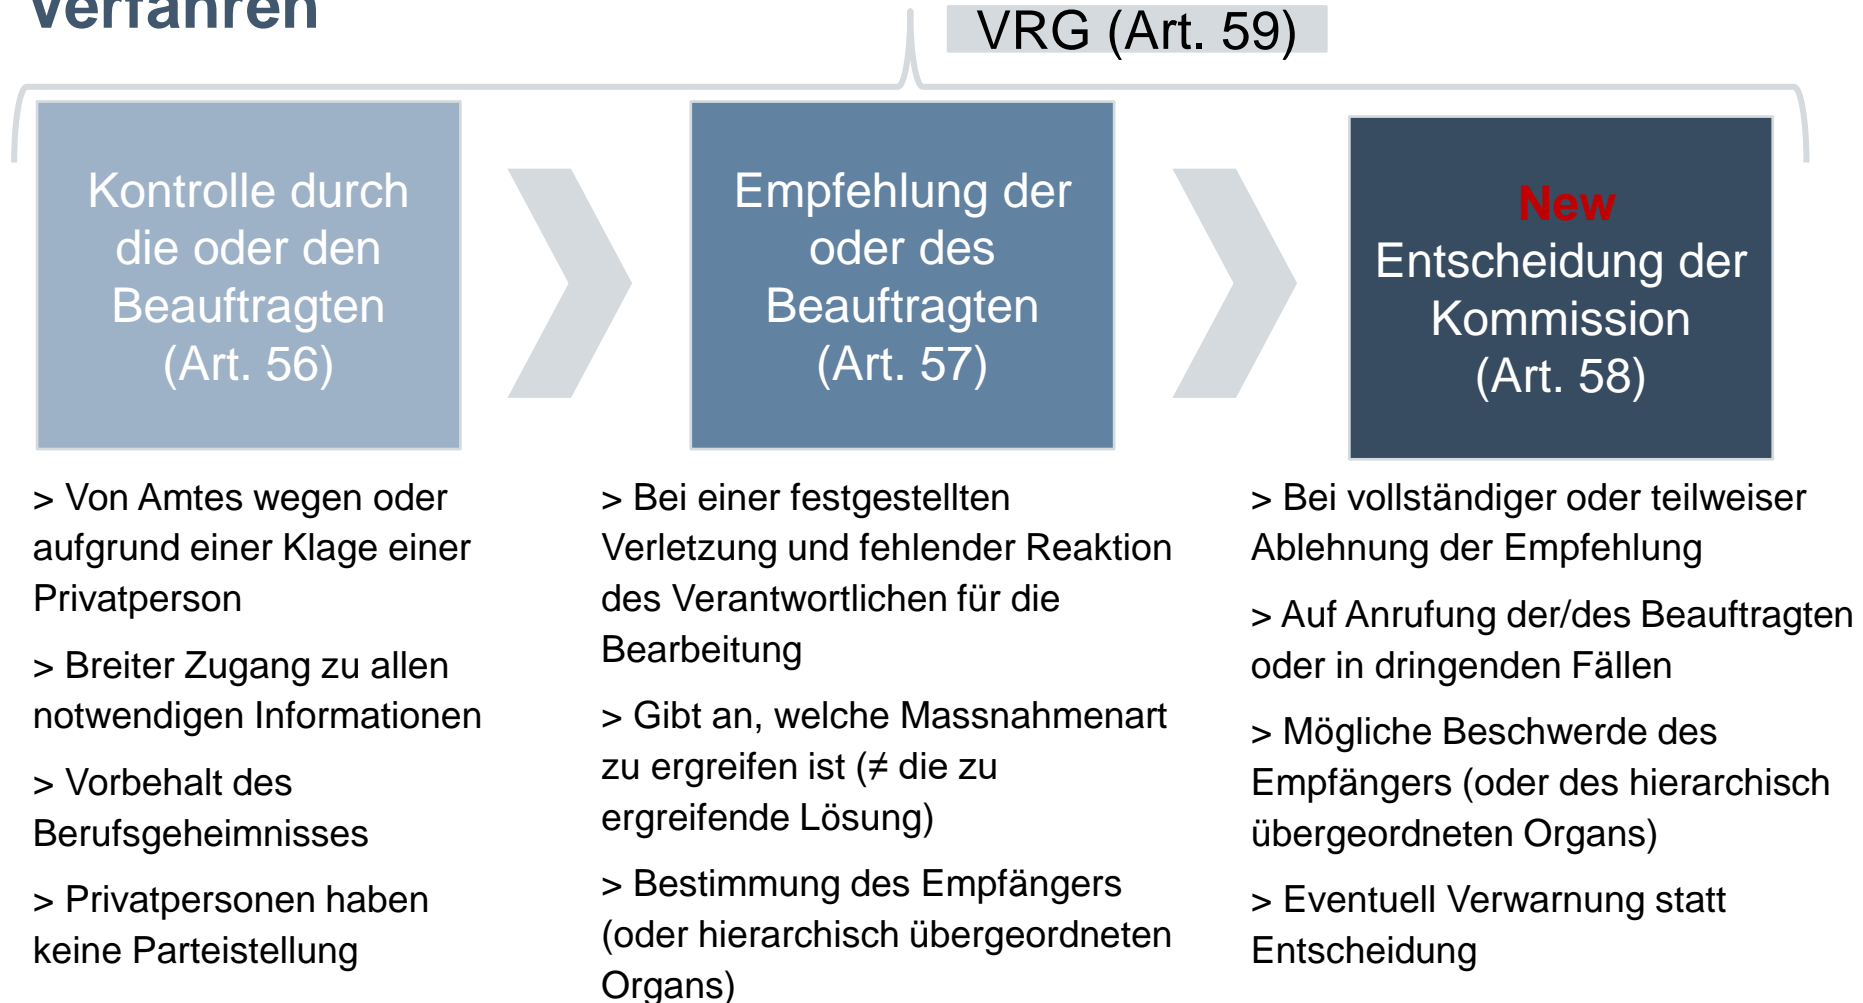 Verfahren
VRG (Art. 59)
Kontrolle durch
die oder den
Beauftragten
(Art. 56)
Empfehlung der
oder des
Beauftragten
(Art. 57)
New
Entscheidung der
Kommission
(Art. 58)
> Von Amtes wegen oder
aufgrund einer Klage einer
Privatperson
> Breiter Zugang zu allen
notwendigen Informationen
> Vorbehalt des
Berufsgeheimnisses
> Privatpersonen haben
keine Parteistellung
> Bei einer festgestellten
Verletzung und fehlender Reaktion
des Verantwortlichen für die
Bearbeitung
> Gibt an, welche Massnahmenart
zu ergreifen ist (≠ die zu
ergreifende Lösung)
> Bestimmung des Empfängers
(oder hierarchisch übergeordneten
Organs)
> Bei vollständiger oder teilweiser
Ablehnung der Empfehlung
> Auf Anrufung der/des Beauftragten
oder in dringenden Fällen
> Mögliche Beschwerde des
Empfängers (oder des hierarchisch
übergeordneten Organs)
> Eventuell Verwarnung statt
Entscheidung